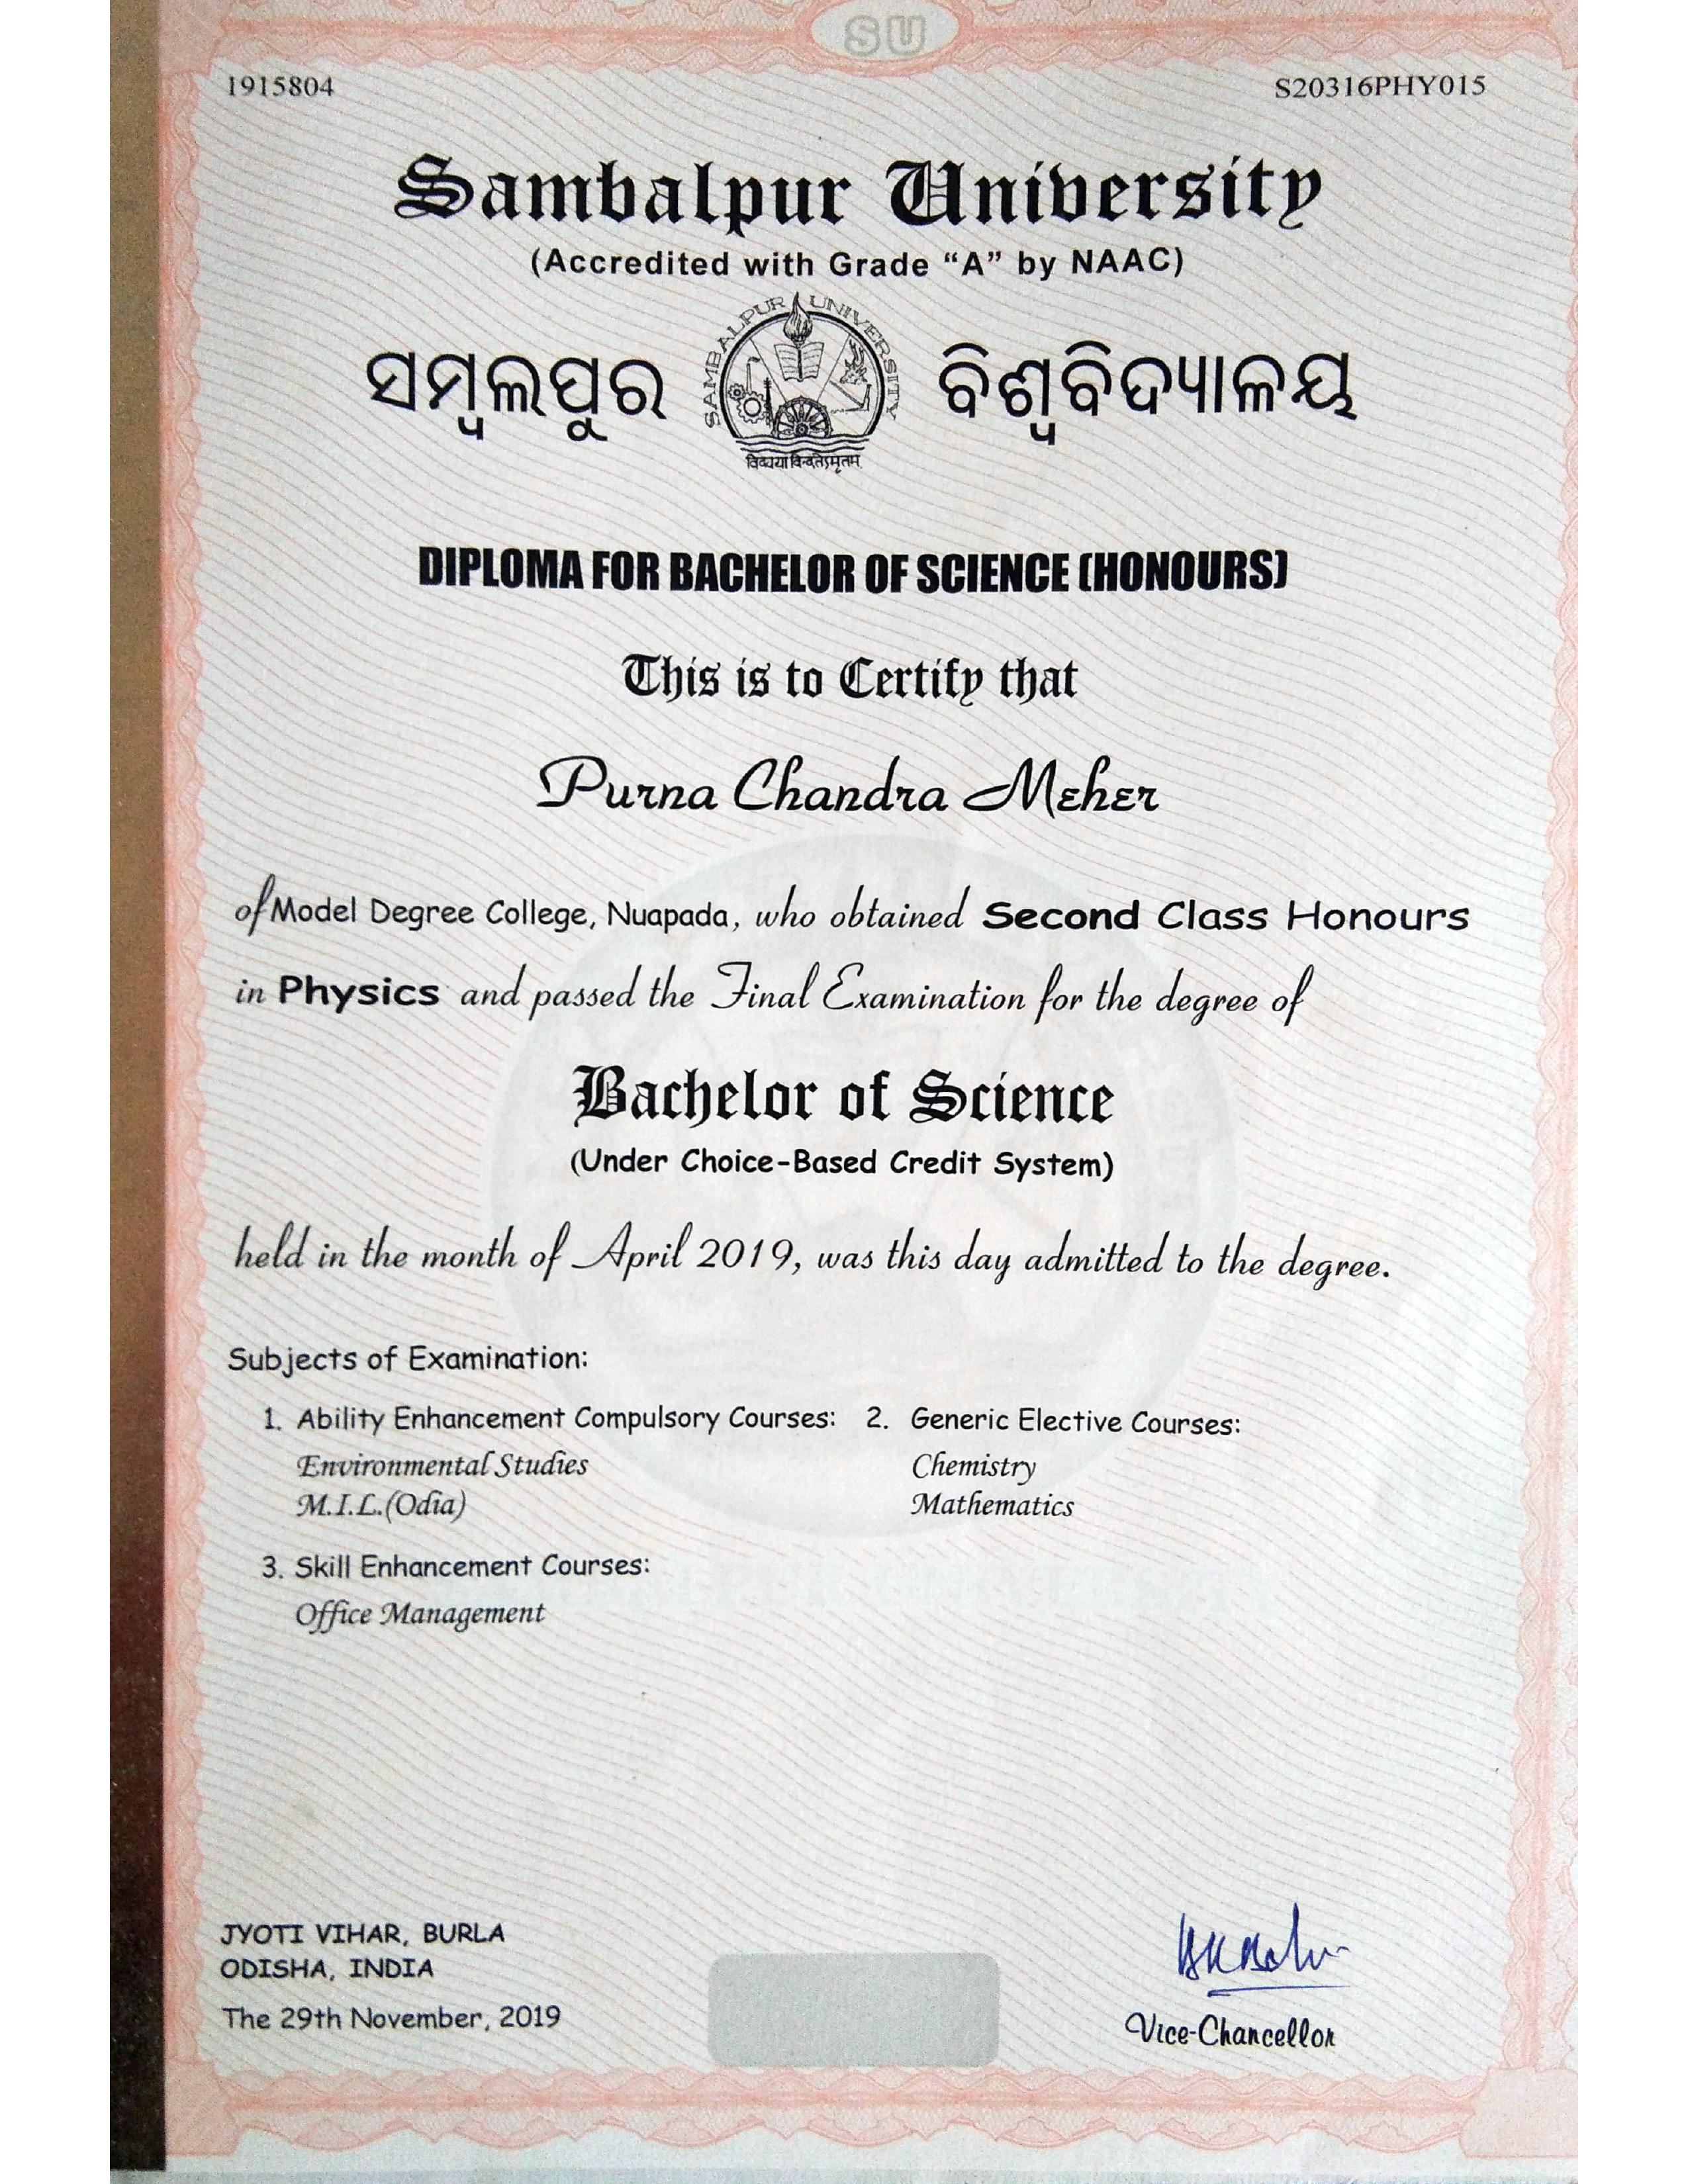 SU
1915804 S20316PHY015
Sambalpur University
(Accredited with Grade “A” by NAAC)
SAMBALPUR UNIVERSITY
ସମ୍ବଲପୁର ବିଶ୍ୱବିଦ୍ୟାଳୟ
DIPLOMA FOR BACHELOR OF SCIENCE (HONOURS)
This is to Certify that
Purna Chandra Meher
of Model Degree College, Nuapada, who obtained Second Class Honours
in Physics and passed the Final Examination for the degree of
Bachelor of Science
(Under Choice-Based Credit System)
held in the month of April 2019, was this day admitted to the degree.
Subjects of Examination:
1. Ability Enhancement Compulsory Courses: 2. Generic Elective Courses:
Environmental Studies Chemistry
M.I.L.(Odia) Mathematics
3. Skill Enhancement Courses:
Office Management
JYOTI VIHAR, BURLA
ODISHA, INDIA
The 29th November, 2019
Vice-Chancellor